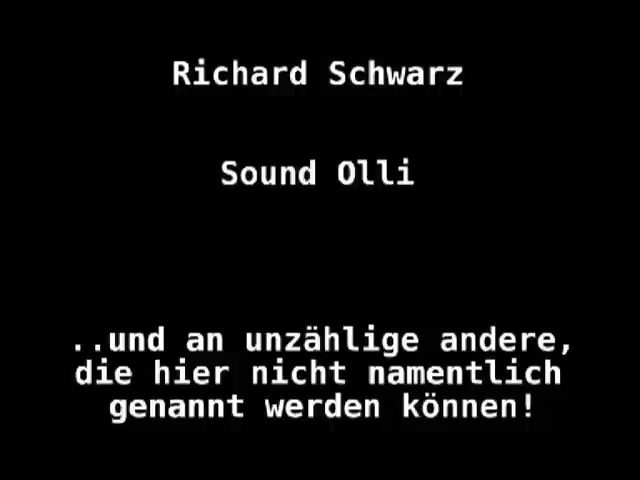 Richard Schwarz
Sound Olli
..und an unzählige andere,
die hier nicht namentlich
genannt werden können!